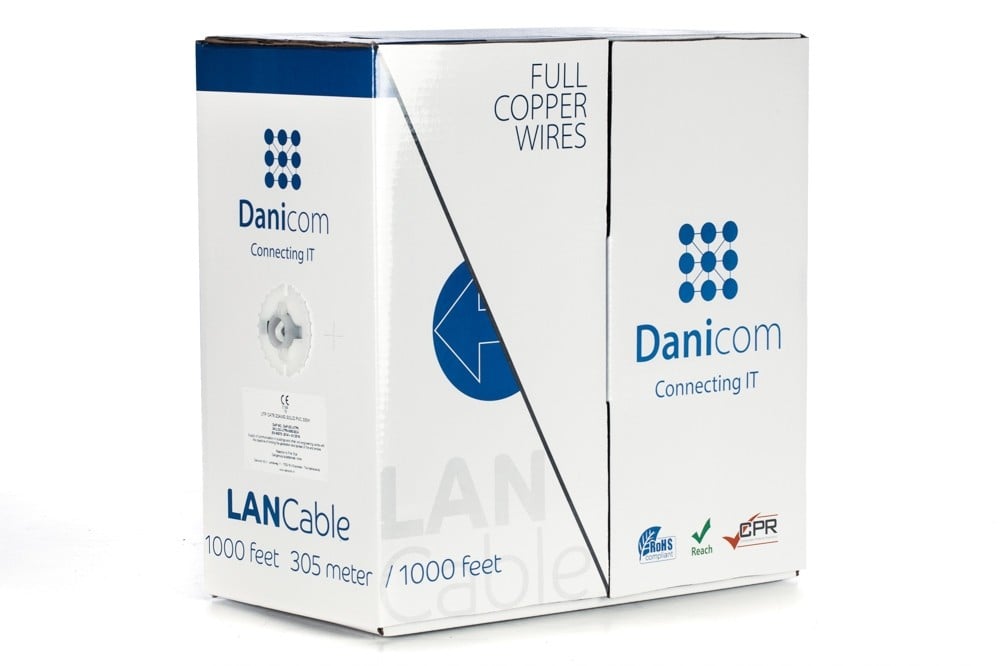 Danicom
Connecting IT
CE
LANCable
1000 feet 305 meter / 1000 feet
FULL
COPPER
WIRES
LAN
Cable
Danicom
Connecting IT
RoHS
compliant
Reach
CPR